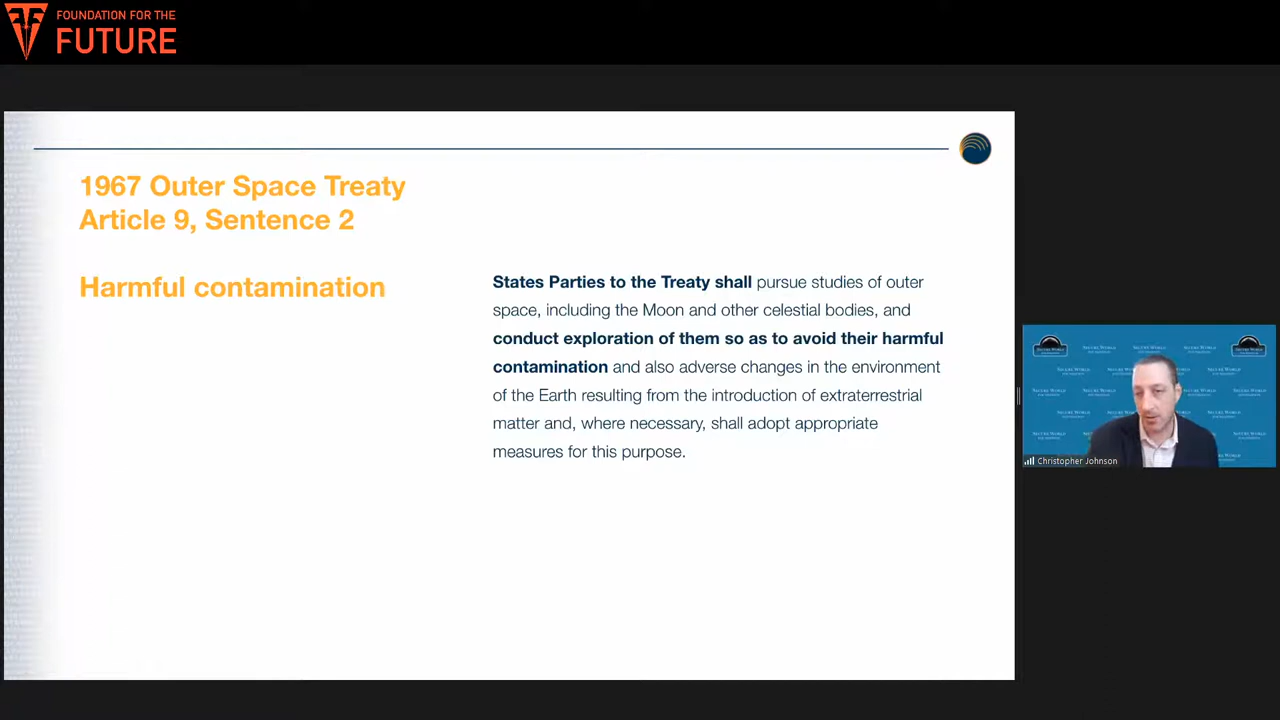 FOUNDATION FOR THE
FUTURE
1967 Outer Space Treaty
Article 9, Sentence 2
Harmful contamination
States Parties to the Treaty shall pursue studies of outer
space, including the Moon and other celestial bodies, and
conduct exploration of them so as to avoid their harmful
contamination and also adverse changes in the environment
of the Earth resulting from the introduction of extraterrestrial
matter and, where necessary, shall adopt appropriate
measures for this purpose.
SECURE WORLD
Christopher Johnson